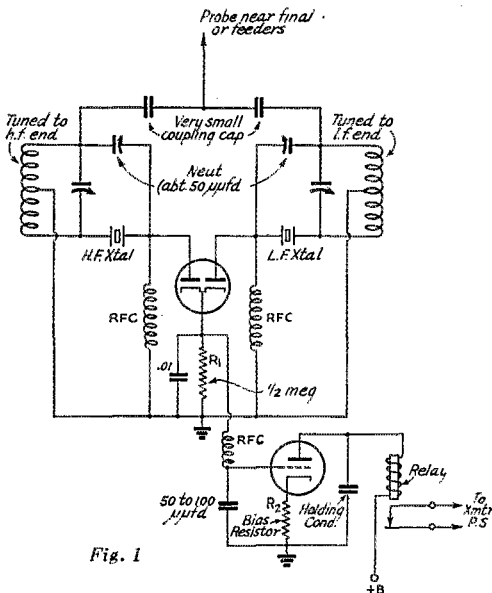 Probe near final
or feeders
Tuned to
h.f. end
Very small
coupling cap
Tuned to
l.f. end
Neut
(abt. 50 μμfd
H.F. Xtal
L.F. Xtal
RFC
RFC
.01
R1
1/2 meg
RFC
50 to 100
μμfd
R2
Bias
Resistor
Holding
Cond.
Relay
To
Xmtr
P.S
+B
Fig. 1